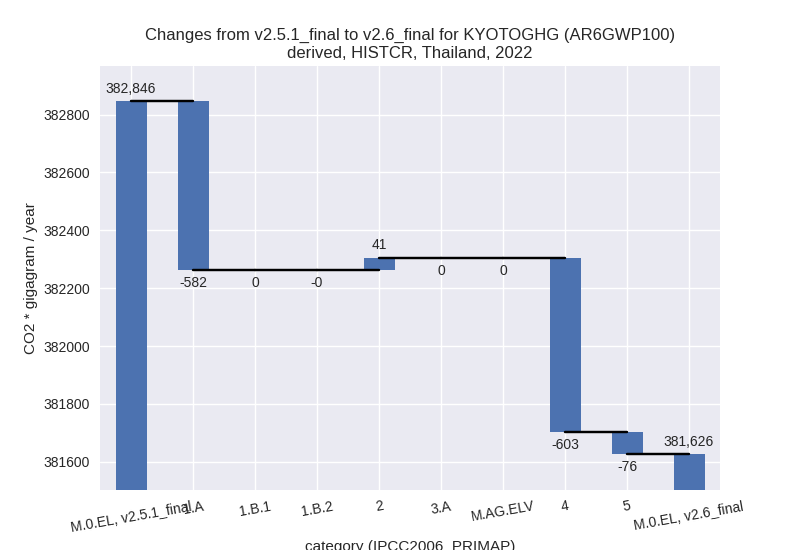 Changes from v2.5.1_final to v2.6_final for KYOTOGHG (AR6GWP100)
derived, HISTCR, Thailand, 2022
382,846
382800
382600
382400
382200
382000
381800
381600
CO2 * gigagram / year
-582
0
-0
41
0
0
-603
-76
381,626
M.0.EL, v2.5.1_final
1.A
1.B.1
1.B.2
2
3.A
M.AG.ELV
4
5
M.0.EL, v2.6_final
category (IPCC2006_PRIMAP)